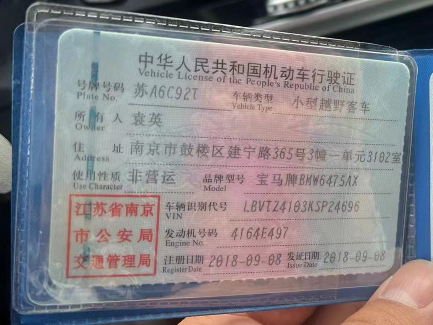 中华人民共和国机动车行驶证
Vehicle License of the People's Republic of China
号牌号码 苏A6C92 车辆类型 小型越野客车
Plate No. Vehicle Type
所有人 袁英
Owner
住址 南京市鼓楼区建宁路365号3幢一单元3102室
Address
使用性质 非营运 品牌型号 宝马牌BMW6475AX
Use Character Model
江苏省南京
市公安局
交通管理局
车辆识别代号 LBVTZ4103KSP24696
VIN
发动机号码 4164E497
Engine No.
注册日期 2018-09-08 发证日期 2018-09-08
Register Date Issue Date